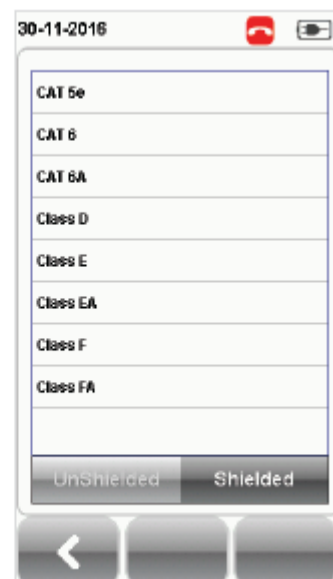 30-11-2016
CAT 5e
CAT 6
CAT 6A
Class D
Class E
Class EA
Class F
Class FA
UnShielded Shielded